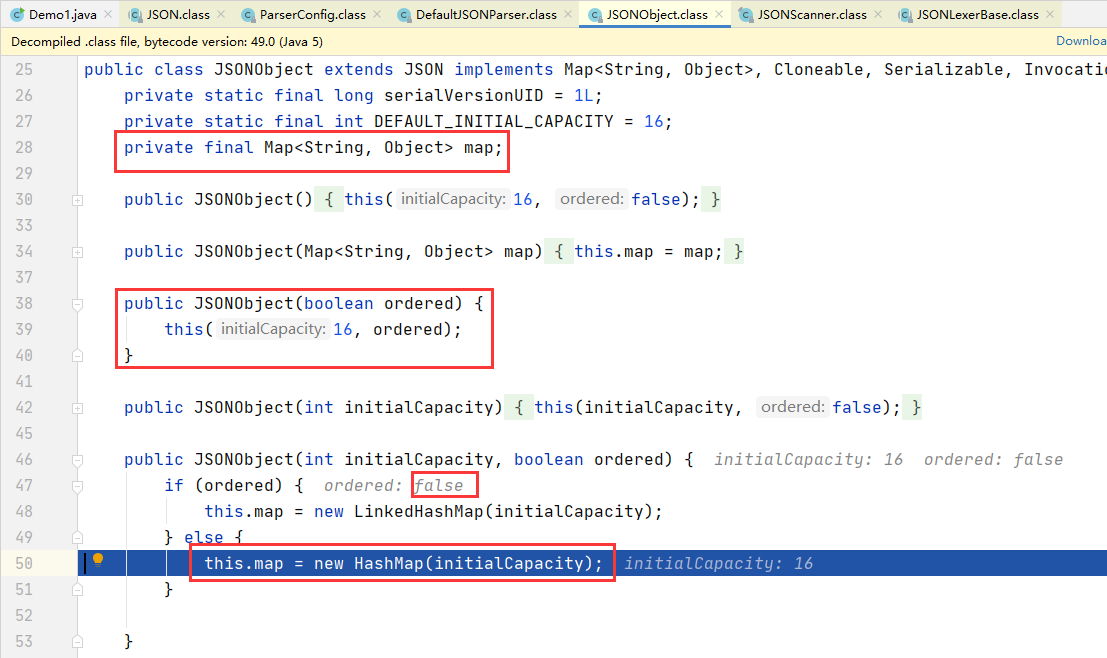 Demo1.java JSON.class ParserConfig.class DefaultJSONParser.class JSONObject.class JSONScanner.class JSONLexerBase.class
Decompiled .class file, bytecode version: 49.0 (Java 5) Downloa
25 public class JSONObject extends JSON implements Map<String, Object>, Cloneable, Serializable, Invocatio
26 private static final long serialVersionUID = 1L;
27 private static final int DEFAULT_INITIAL_CAPACITY = 16;
28 private final Map<String, Object> map;
29
30 public JSONObject() { this( initialCapacity: 16, ordered: false); }
33
34 public JSONObject(Map<String, Object> map) { this.map = map; }
37
38 public JSONObject(boolean ordered) {
39 this( initialCapacity: 16, ordered);
40 }
41
42 public JSONObject(int initialCapacity) { this(initialCapacity, ordered: false); }
45
46 public JSONObject(int initialCapacity, boolean ordered) { initialCapacity: 16 ordered: false
47 if (ordered) { ordered: false
48 this.map = new LinkedHashMap(initialCapacity);
49 } else {
50 this.map = new HashMap(initialCapacity); initialCapacity: 16
51 }
52
53 }